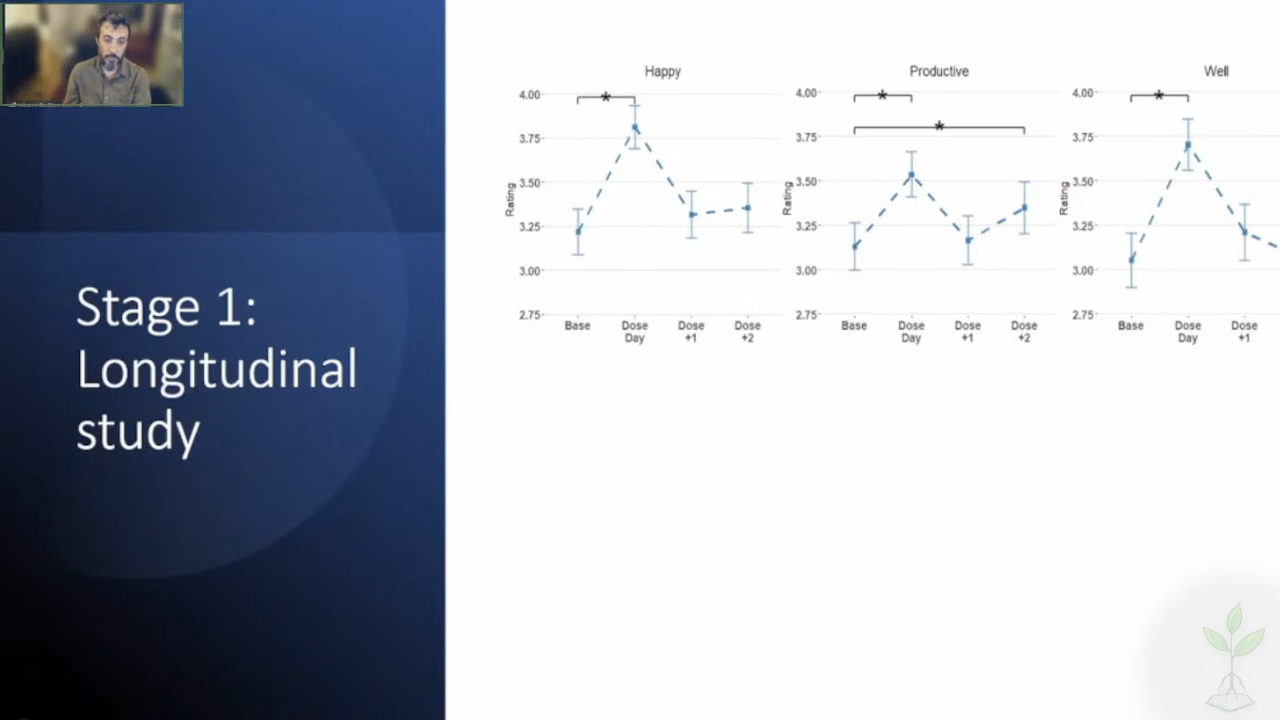 Stage 1:
Longitudinal
study
Happy
*
4.00
3.75
3.50
3.25
3.00
2.75
Rating
Base
Dose Day
Dose +1
Dose +2
Productive
*
*
4.00
3.75
3.50
3.25
3.00
2.75
Rating
Base
Dose Day
Dose +1
Dose +2
Well
*
4.00
3.75
3.50
3.25
3.00
2.75
Rating
Base
Dose Day
Dose +1